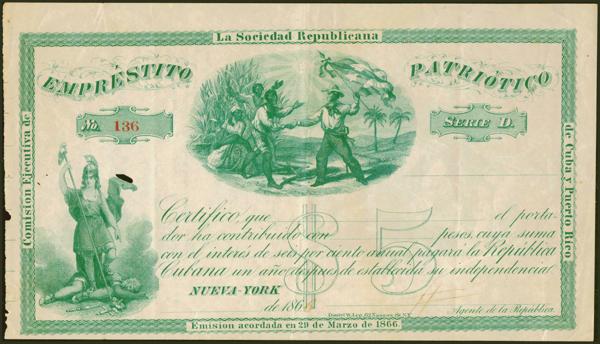 La Sociedad Republicana
EMPRÉSTITO PATRIÓTICO
No. 136
SERIE D.
Comision Ejecutiva de
de Cuba y Puerto Rico
$5
Certifico que el porta-
dor ha contribuido con pesos, cuya suma
con el interés de seis por ciento anual pagará la República
Cubana un año despues de establecida su independencia
NUEVA-YORK
de 186
Agente de la República.
Emision acordada en 29 de Marzo de 1866.